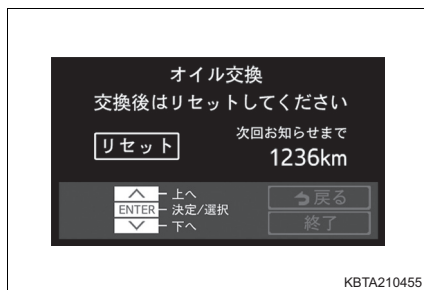 オイル交換
交換後はリセットしてください
リセット
次回お知らせまで
1236km
上へ
ENTER 決定/選択
下へ
戻る
終了
KBTA210455